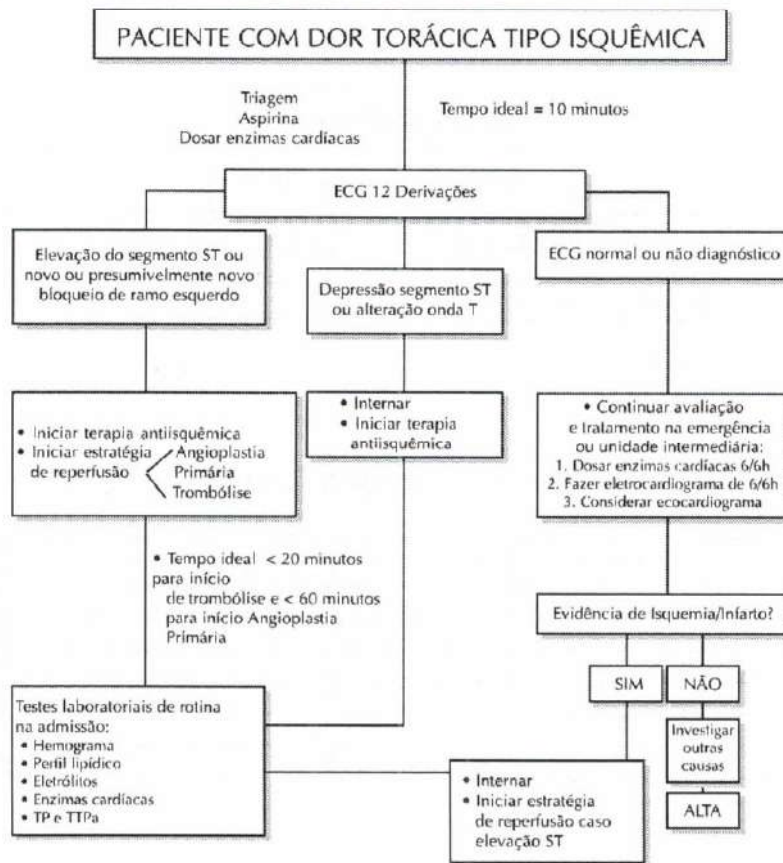 PACIENTE COM DOR TORÁCICA TIPO ISQUÊMICA
Triagem
Aspirina
Dosar enzimas cardíacas
Tempo ideal = 10 minutos
ECG 12 Derivações
Elevação do segmento ST ou
novo ou presumivelmente novo
bloqueio de ramo esquerdo
Depressão segmento ST
ou alteração onda T
ECG normal ou não diagnóstico
• Iniciar terapia antiisquêmica
• Iniciar estratégia
de reperfusão
Angioplastia
Primária
Trombólise
• Internar
• Iniciar terapia
antiisquêmica
• Continuar avaliação
e tratamento na emergência
ou unidade intermediária:
1. Dosar enzimas cardíacas 6/6h
2. Fazer eletrocardiograma de 6/6h
3. Considerar ecocardiograma
• Tempo ideal < 20 minutos
para início
de trombólise e < 60 minutos
para início Angioplastia
Primária
Evidência de Isquemia/Infarto?
SIM
NÃO
Investigar
outras
causas
ALTA
Testes laboratoriais de rotina
na admissão:
• Hemograma
• Perfil lipídico
• Eletrólitos
• Enzimas cardíacas
• TP e TTPa
• Internar
• Iniciar estratégia
de reperfusão caso
elevação ST